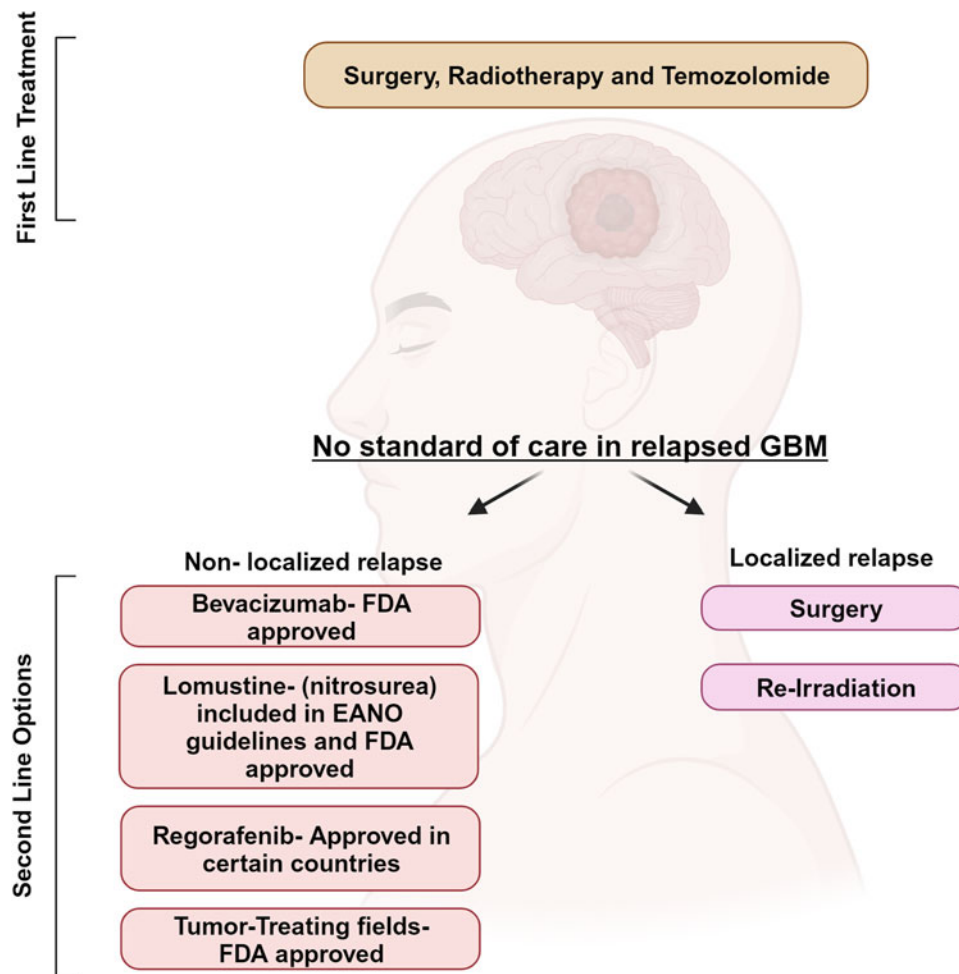 First Line Treatment
Surgery, Radiotherapy and Temozolomide
No standard of care in relapsed GBM
Non- localized relapse
Localized relapse
Second Line Options
Bevacizumab- FDA
approved
Lomustine- (nitrosurea)
included in EANO
guidelines and FDA
approved
Regorafenib- Approved in
certain countries
Tumor-Treating fields-
FDA approved
Surgery
Re-Irradiation